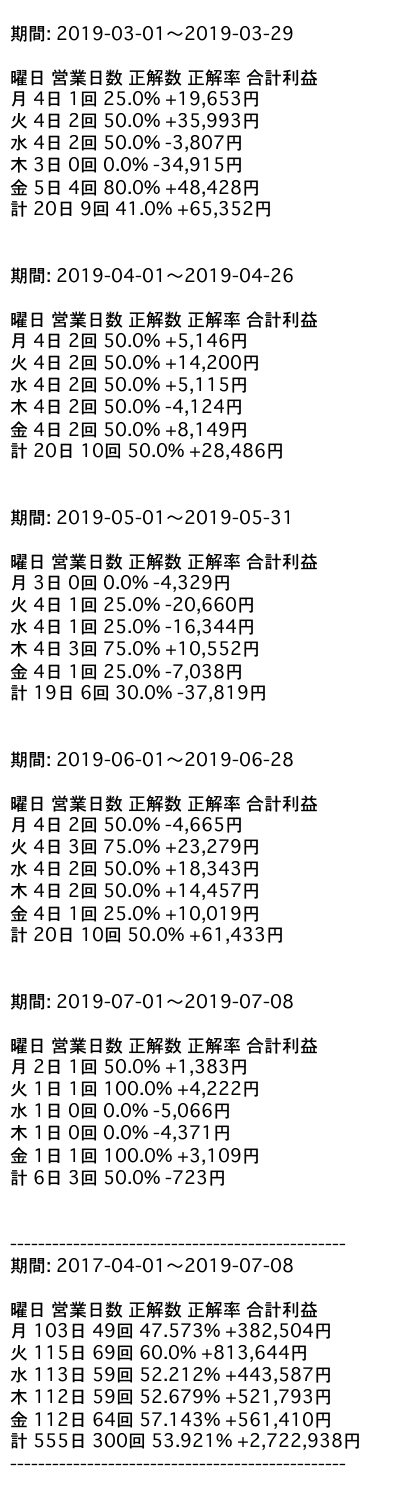 期間: 2019-03-01～2019-03-29
曜日 営業日数 正解数 正解率 合計利益
月 4日 1回 25.0% +19,653円
火 4日 2回 50.0% +35,993円
水 4日 2回 50.0% -3,807円
木 3日 0回 0.0% -34,915円
金 5日 4回 80.0% +48,428円
計 20日 9回 41.0% +65,352円
期間: 2019-04-01～2019-04-26
曜日 営業日数 正解数 正解率 合計利益
月 4日 2回 50.0% +5,146円
火 4日 2回 50.0% +14,200円
水 4日 2回 50.0% +5,115円
木 4日 2回 50.0% -4,124円
金 4日 2回 50.0% +8,149円
計 20日 10回 50.0% +28,486円
期間: 2019-05-01～2019-05-31
曜日 営業日数 正解数 正解率 合計利益
月 3日 0回 0.0% -4,329円
火 4日 1回 25.0% -20,660円
水 4日 1回 25.0% -16,344円
木 4日 3回 75.0% +10,552円
金 4日 1回 25.0% -7,038円
計 19日 6回 30.0% -37,819円
期間: 2019-06-01～2019-06-28
曜日 営業日数 正解数 正解率 合計利益
月 4日 2回 50.0% -4,665円
火 4日 3回 75.0% +23,279円
水 4日 2回 50.0% +18,343円
木 4日 2回 50.0% +14,457円
金 4日 1回 25.0% +10,019円
計 20日 10回 50.0% +61,433円
期間: 2019-07-01～2019-07-08
曜日 営業日数 正解数 正解率 合計利益
月 2日 1回 50.0% +1,383円
火 1日 1回 100.0% +4,222円
水 1日 0回 0.0% -5,066円
木 1日 0回 0.0% -4,371円
金 1日 1回 100.0% +3,109円
計 6日 3回 50.0% -723円
------------------------------------------------
期間: 2017-04-01～2019-07-08
曜日 営業日数 正解数 正解率 合計利益
月 103日 49回 47.573% +382,504円
火 115日 69回 60.0% +813,644円
水 113日 59回 52.212% +443,587円
木 112日 59回 52.679% +521,793円
金 112日 64回 57.143% +561,410円
計 555日 300回 53.921% +2,722,938円
------------------------------------------------